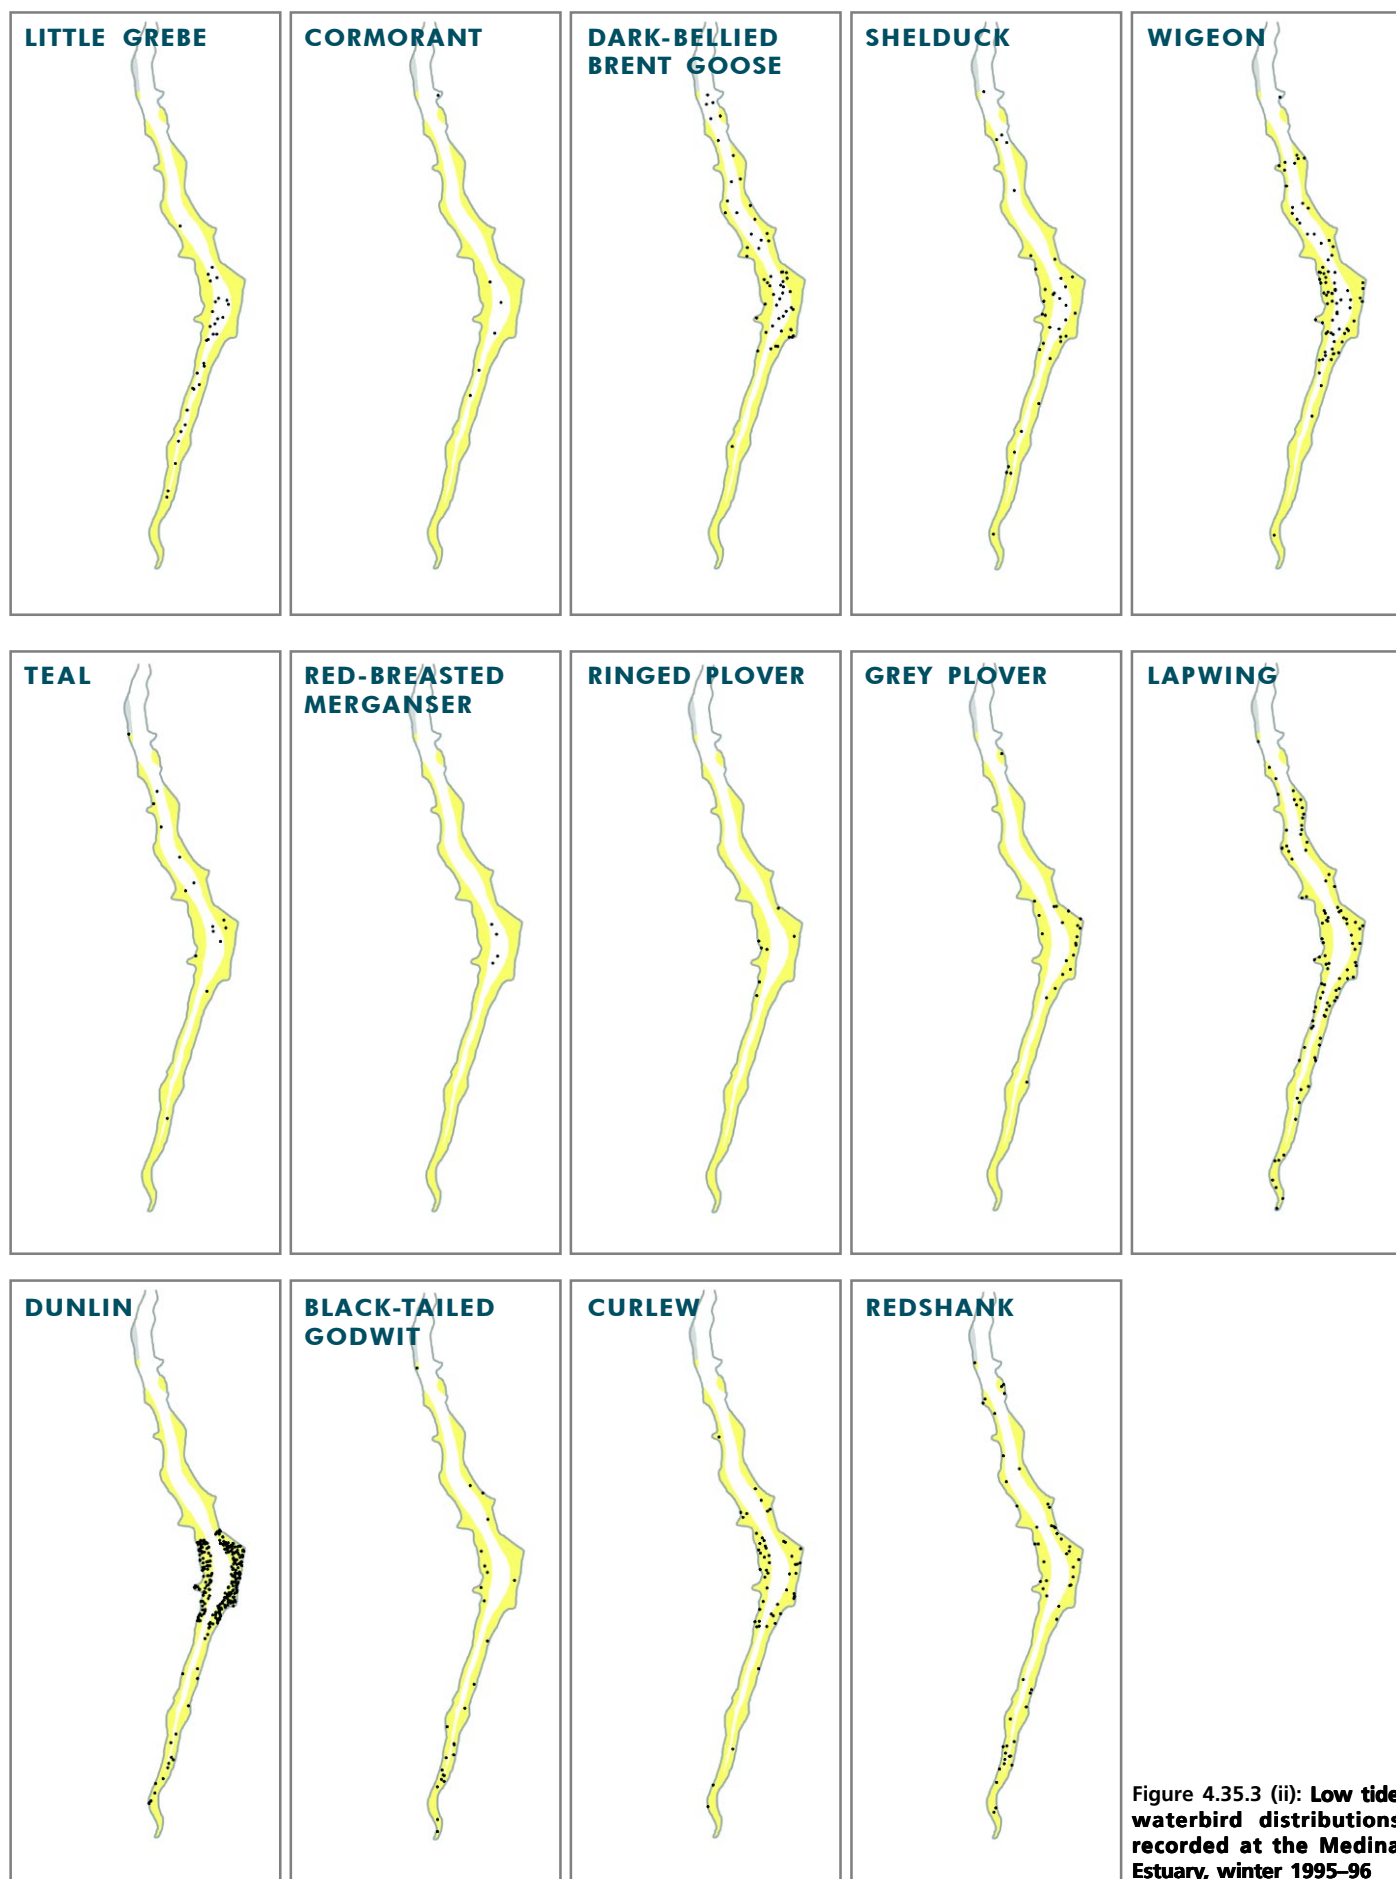 LITTLE GREBE
CORMORANT
DARK-BELLIED
BRENT GOOSE
SHELDUCK
WIGEON
TEAL
RED-BREASTED
MERGANSER
RINGED PLOVER
GREY PLOVER
LAPWING
DUNLIN
BLACK-TAILED
GODWIT
CURLEW
REDSHANK
Figure 4.35.3 (ii): Low tide
waterbird distributions
recorded at the Medina
Estuary, winter 1995–96